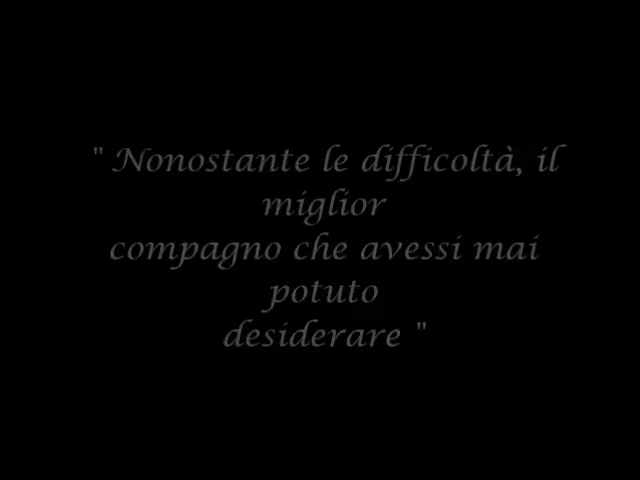 " Nonostante le difficoltà, il
miglior
compagno che avessi mai
potuto
desiderare "